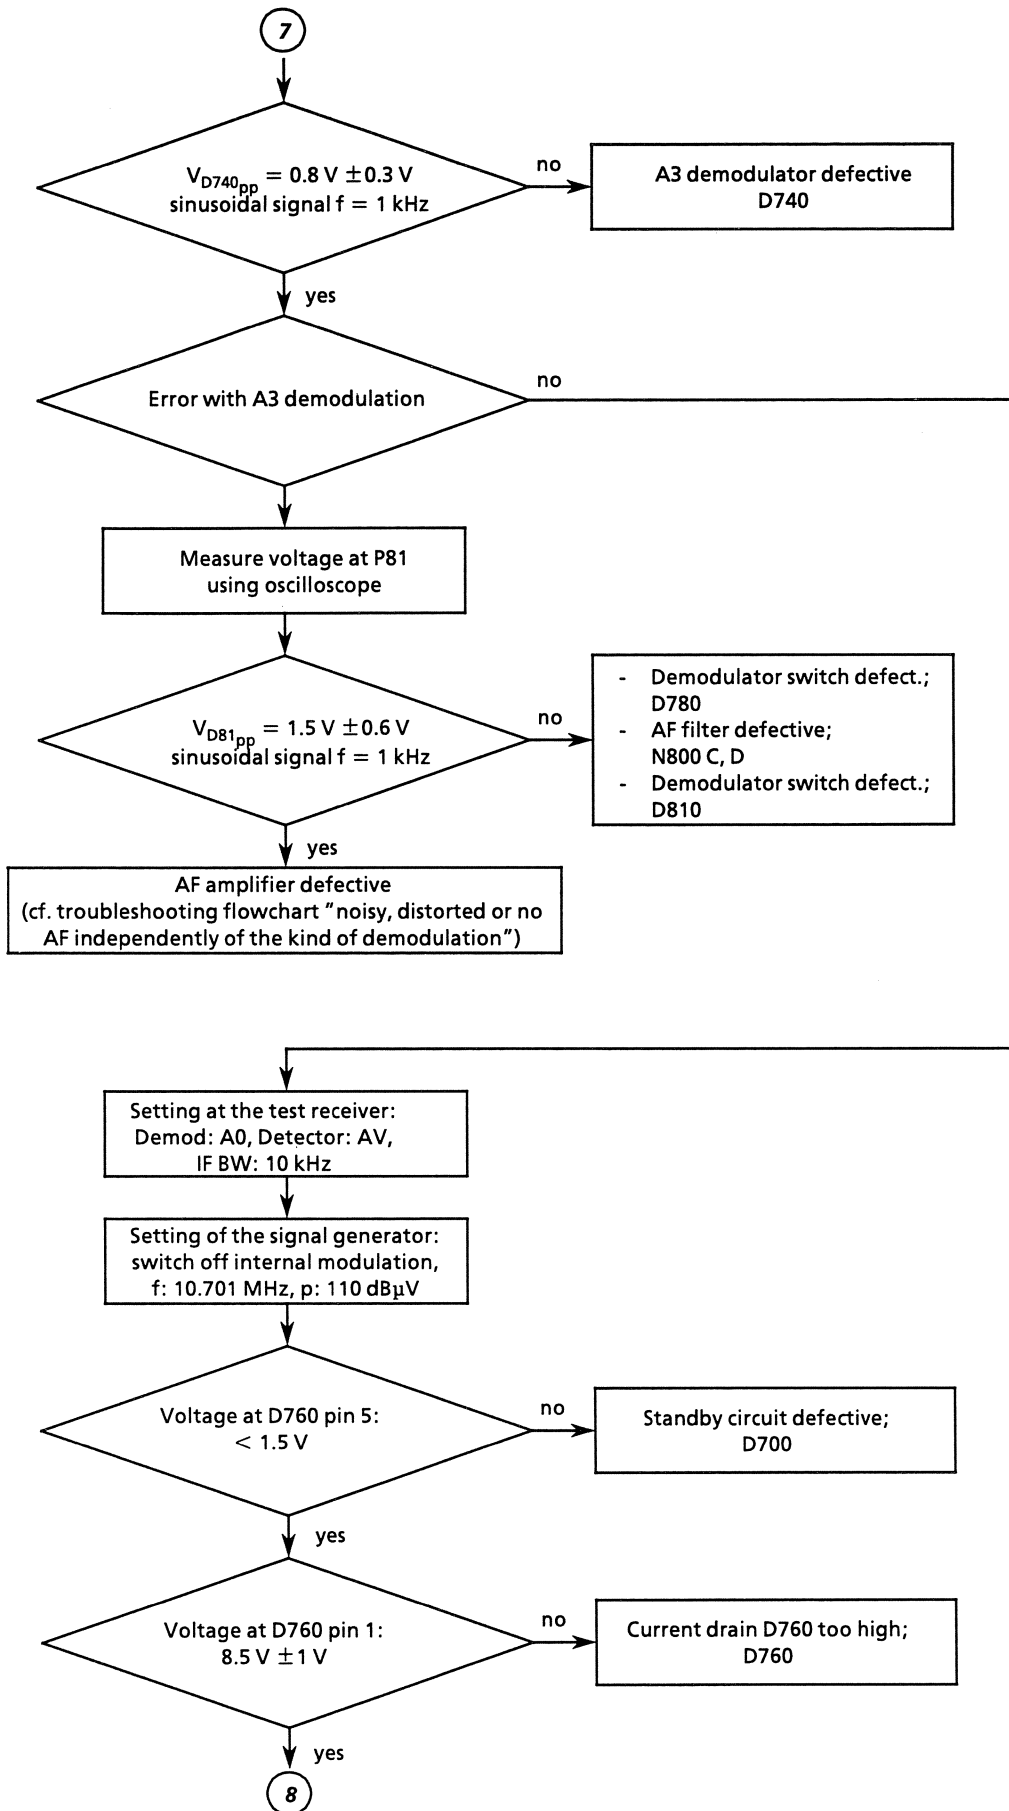 7
V_D740pp = 0.8 V ±0.3 V
sinusoidal signal f = 1 kHz
no
A3 demodulator defective
D740
yes
Error with A3 demodulation
no
Measure voltage at P81
using oscilloscope
V_D81pp = 1.5 V ±0.6 V
sinusoidal signal f = 1 kHz
no
- Demodulator switch defect.;
D780
- AF filter defective;
N800 C, D
- Demodulator switch defect.;
D810
yes
AF amplifier defective
(cf. troubleshooting flowchart "noisy, distorted or no
AF independently of the kind of demodulation")
Setting at the test receiver:
Demod: A0, Detector: AV,
IF BW: 10 kHz
Setting of the signal generator:
switch off internal modulation,
f: 10.701 MHz, p: 110 dBµV
Voltage at D760 pin 5:
< 1.5 V
no
Standby circuit defective;
D700
yes
Voltage at D760 pin 1:
8.5 V ±1 V
no
Current drain D760 too high;
D760
yes
8